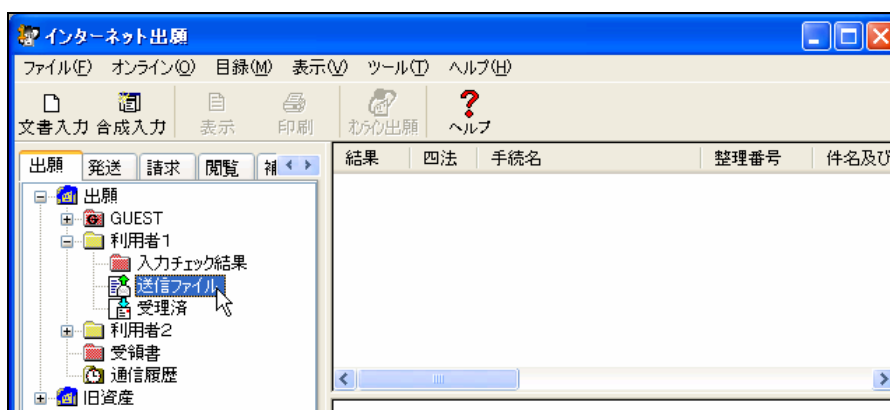 インターネット出願
ファイル(F) オンライン(O) 目録(M) 表示(V) ツール(T) ヘルプ(H)
文書入力 合成入力 表示 印刷 オンライン出願 ヘルプ
出願 発送 請求 閲覧 補
結果 四法 手続名 整理番号 件名及び
出願
GUEST
利用者1
入力チェック結果
送信ファイル
受理済
利用者2
受領書
通信履歴
旧資産